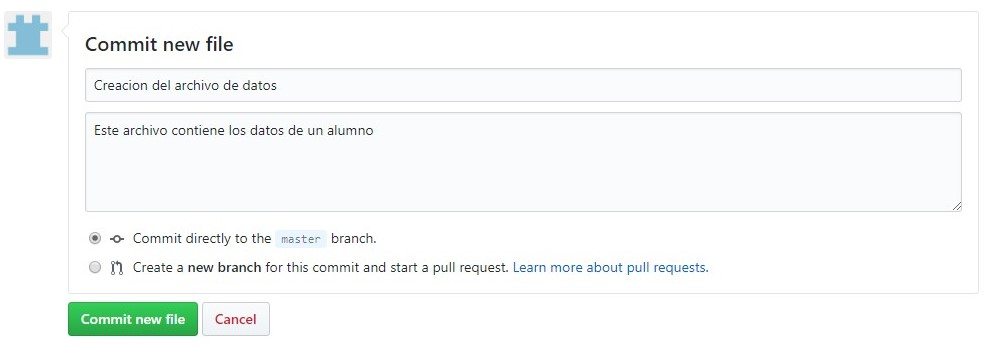 Commit new file
Creacion del archivo de datos
Este archivo contiene los datos de un alumno
Commit directly to the master branch.
Create a new branch for this commit and start a pull request. Learn more about pull requests.
Commit new file Cancel